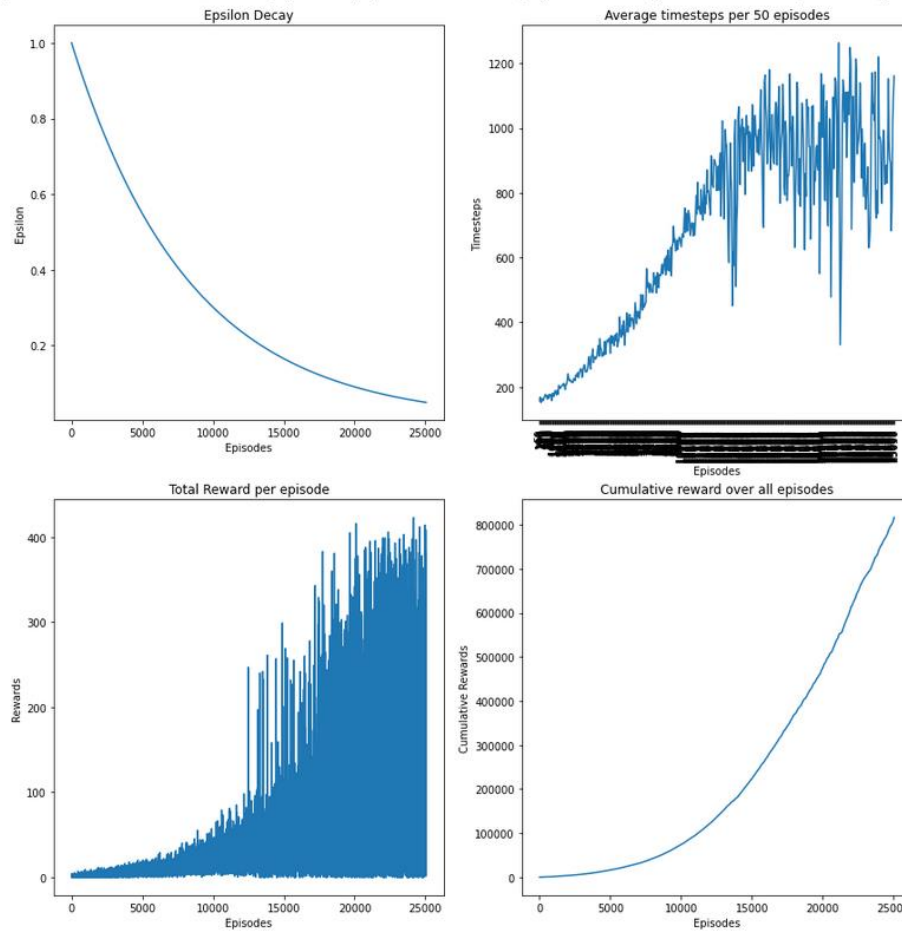 Epsilon Decay
1.0
0.8
0.6
0.4
0.2
Epsilon
0 5000 10000 15000 20000 25000
Episodes
Average timesteps per 50 episodes
1200
1000
800
600
400
200
Timesteps
Episodes
Total Reward per episode
400
300
200
100
0
Rewards
0 5000 10000 15000 20000 25000
Episodes
Cumulative reward over all episodes
800000
700000
600000
500000
400000
300000
200000
100000
0
Cumulative Rewards
0 5000 10000 15000 20000 25000
Episodes